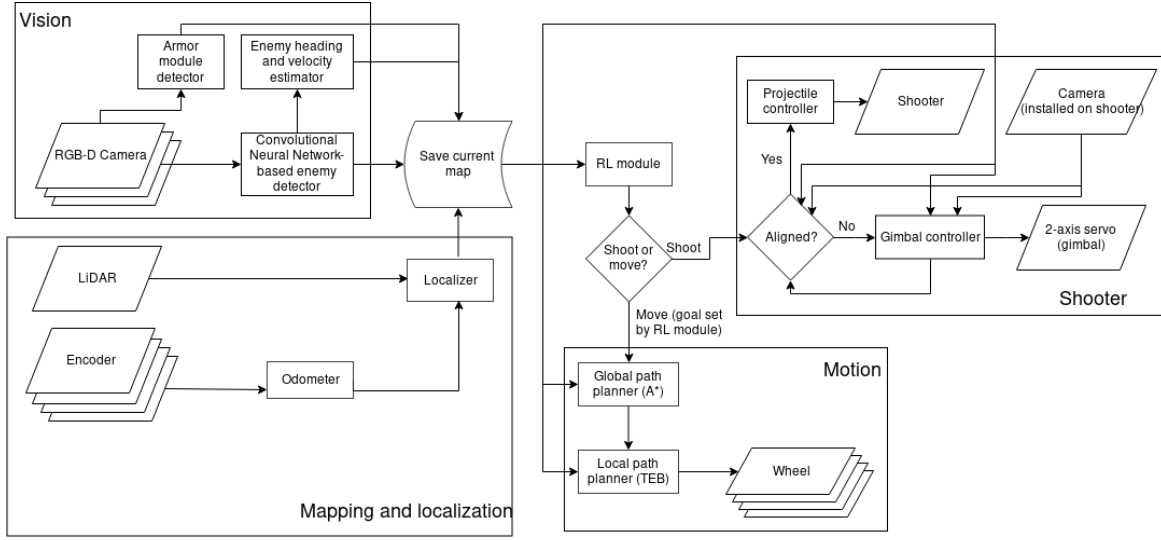 Vision
Armor
module
detector
Enemy heading
and velocity
estimator
RGB-D Camera
Convolutional
Neural Network-
based enemy
detector
Save current
map
RL module
Shoot or
move?
Shoot
Move (goal set
by RL module)
Projectile
controller
Shooter
Camera
(installed on shooter)
Yes
Aligned?
No
Gimbal controller
2-axis servo
(gimbal)
Shooter
LiDAR
Localizer
Encoder
Odometer
Mapping and localization
Motion
Global path
planner (A*)
Local path
planner (TEB)
Wheel